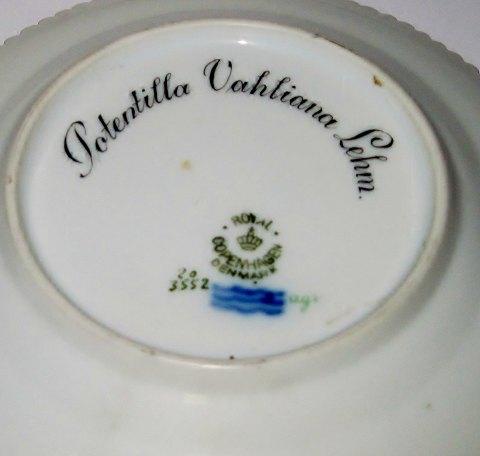 Potentilla Vahliana Lehm.
ROYAL
COPENHAGEN
DENMARK
20
3552